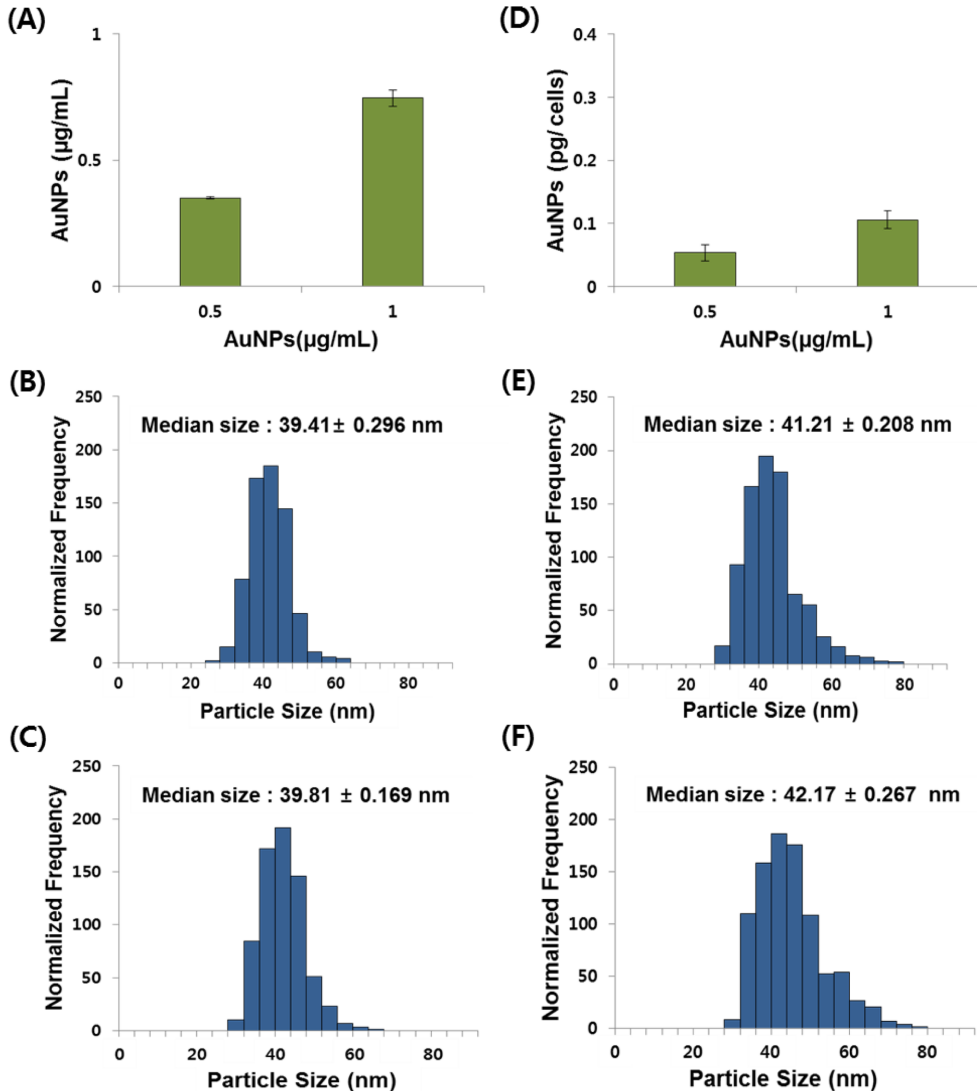 (A)
1
0.5
0
AuNPs (µg/mL)
0.5
1
AuNPs(µg/mL)
(D)
0.4
0.3
0.2
0.1
0
AuNPs (pg/cells)
0.5
1
AuNPs(µg/mL)
(B)
250
200
150
100
50
0
Normalized Frequency
Median size : 39.41± 0.296 nm
0 20 40 60 80
Particle Size (nm)
(E)
250
200
150
100
50
0
Normalized Frequency
Median size : 41.21 ± 0.208 nm
0 20 40 60 80
Particle Size (nm)
(C)
250
200
150
100
50
0
Normalized Frequency
Median size : 39.81 ± 0.169 nm
0 20 40 60 80
Particle Size (nm)
(F)
250
200
150
100
50
0
Normalized Frequency
Median size : 42.17 ± 0.267 nm
0 20 40 60 80
Particle Size (nm)